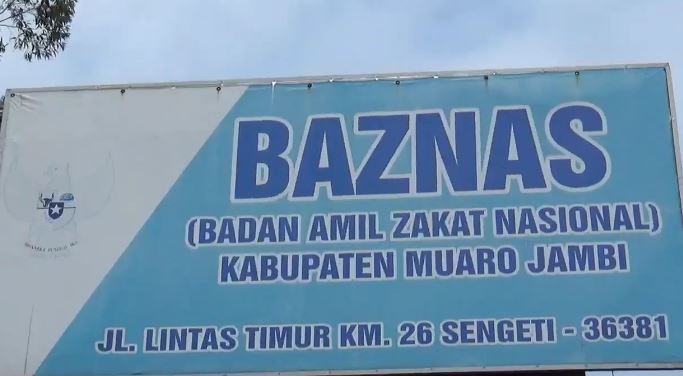 BAZNAS
(BADAN AMIL ZAKAT NASIONAL)
KABUPATEN MUARO JAMBI
JL. LINTAS TIMUR KM. 26 SENGETI - 36381